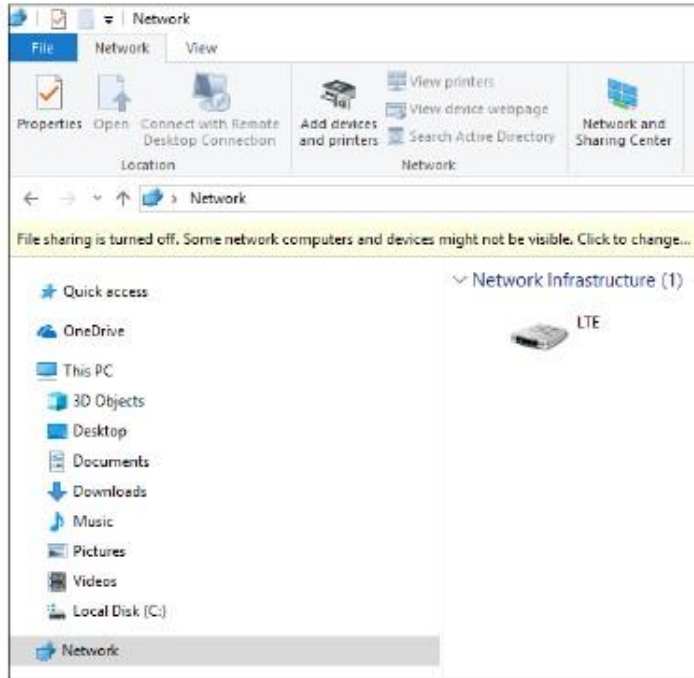 Network
File Network View
Properties Open Connect with Remote Desktop Connection
Add devices and printers
View printers
View device webpage
Search Active Directory
Network and Sharing Center
Location Network
Network
File sharing is turned off. Some network computers and devices might not be visible. Click to change...
Quick access
OneDrive
This PC
3D Objects
Desktop
Documents
Downloads
Music
Pictures
Videos
Local Disk (C:)
Network
Network Infrastructure (1)
LTE